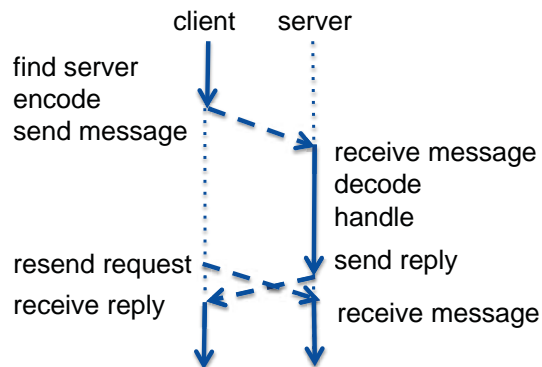 client server
find server
encode
send message
receive message
decode
handle
resend request
send reply
receive reply
receive message